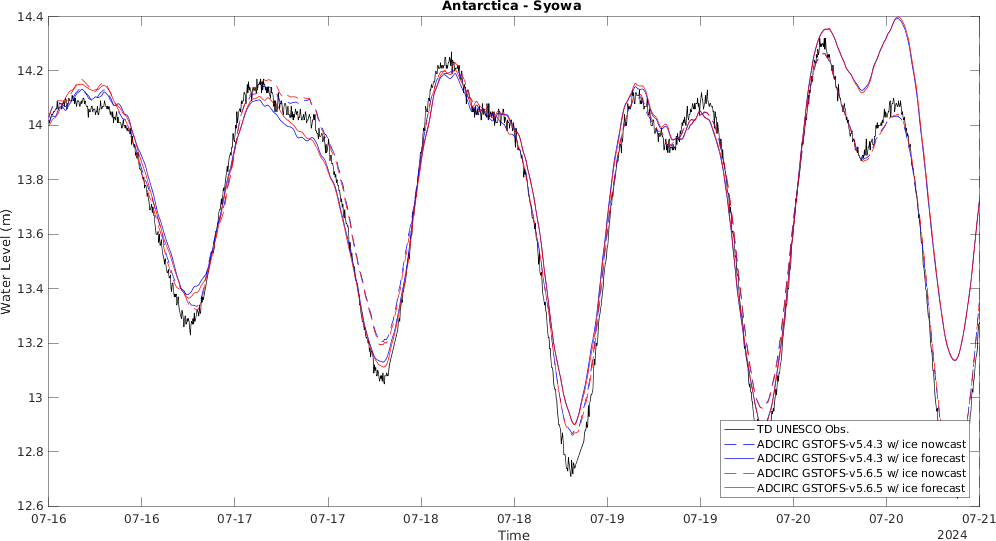 Antarctica - Syowa
14.4
14.2
14
13.8
13.6
13.4
13.2
13
12.8
12.6
Water Level (m)
TD UNESCO Obs.
ADCIRC GSTOFS-v5.4.3 w/ ice nowcast
ADCIRC GSTOFS-v5.4.3 w/ ice forecast
ADCIRC GSTOFS-v5.6.5 w/ ice nowcast
ADCIRC GSTOFS-v5.6.5 w/ ice forecast
07-16 07-16 07-17 07-17 07-18 07-18 07-19 07-19 07-20 07-20 07-21
Time
2024